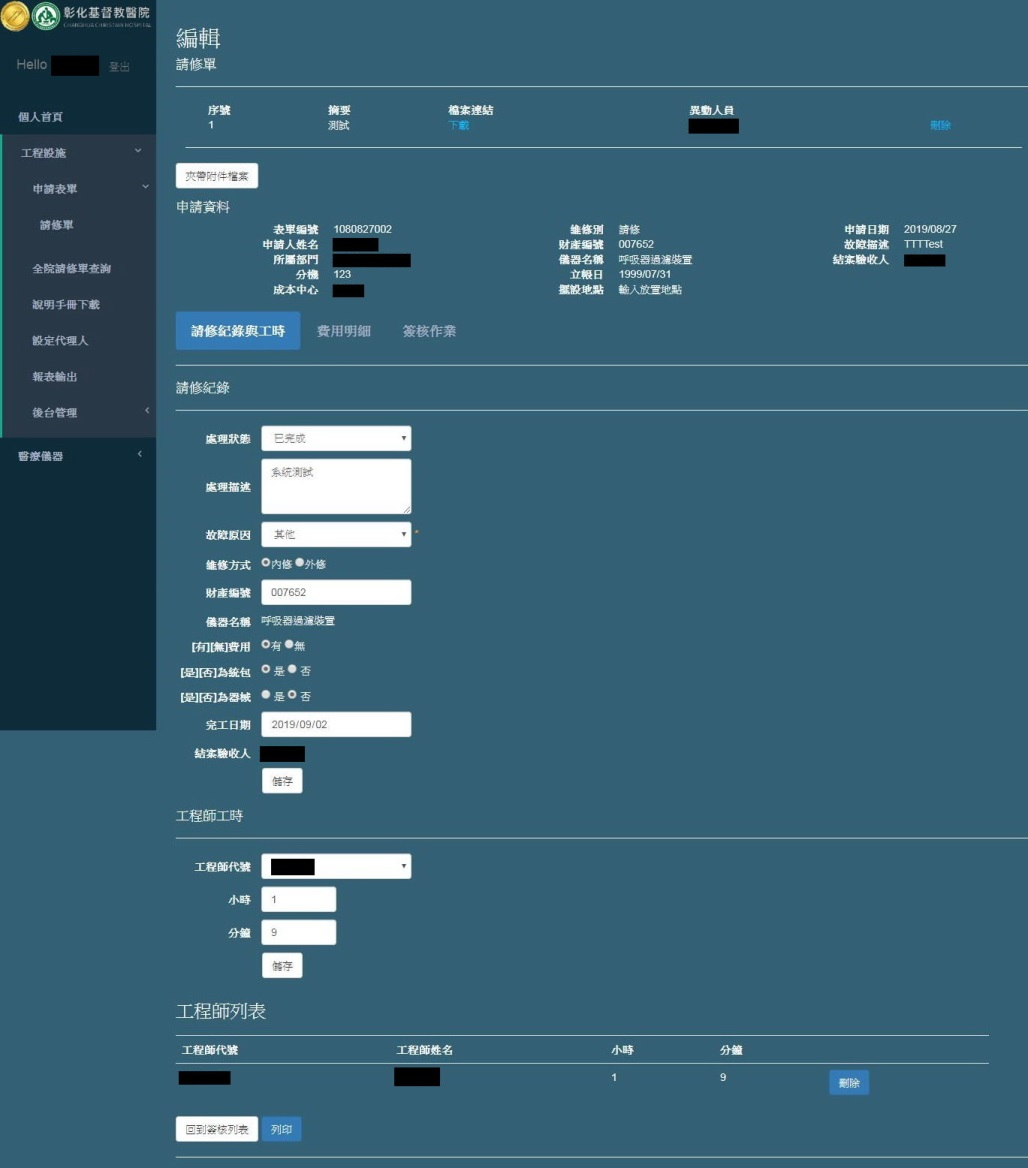 彰化基督教醫院
CHANGHUA CHRISTIAN HOSPITAL
Hello 登出
個人首頁
工程設施
申請表單
請修單
全院請修單查詢
說明手冊下載
設定代理人
報表輸出
後台管理
醫療儀器
編輯
請修單
序號 摘要 檔案連結 異動人員
1 測試 下載 刪除
夾帶附件檔案
申請資料
表單編號 1080827002 維修別 請修 申請日期 2019/08/27
申請人姓名 財產編號 007652 故障描述 TTTTest
所屬部門 儀器名稱 呼吸器過濾裝置 結案驗收人
分機 123 立帳日 1999/07/31
成本中心 擺設地點 輸入放置地點
請修紀錄與工時 費用明細 簽核作業
請修紀錄
處理狀態 已完成
處理描述 系統測試
故障原因 其他 *
維修方式 內修 外修
財產編號 007652
儀器名稱 呼吸器過濾裝置
[有][無]費用 有 無
[是][否]為統包 是 否
[是][否]為器械 是 否
完工日期 2019/09/02
結案驗收人
儲存
工程師工時
工程師代號
小時 1
分鐘 9
儲存
工程師列表
工程師代號 工程師姓名 小時 分鐘
1 9 刪除
回到簽核列表 列印